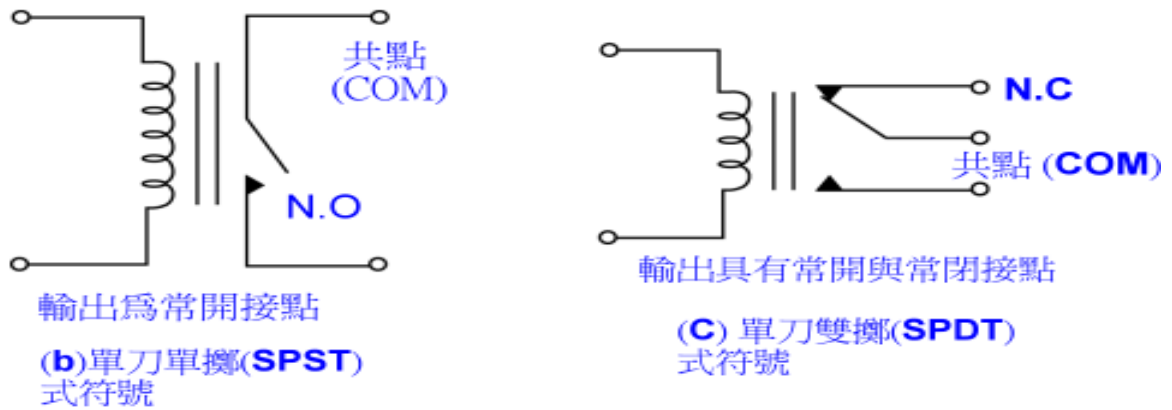 共點
(COM)
N.O
輸出爲常開接點
(b)單刀單擲(SPST)
式符號
N.C
共點 (COM)
輸出具有常開與常閉接點
(C) 單刀雙擲(SPDT)
式符號